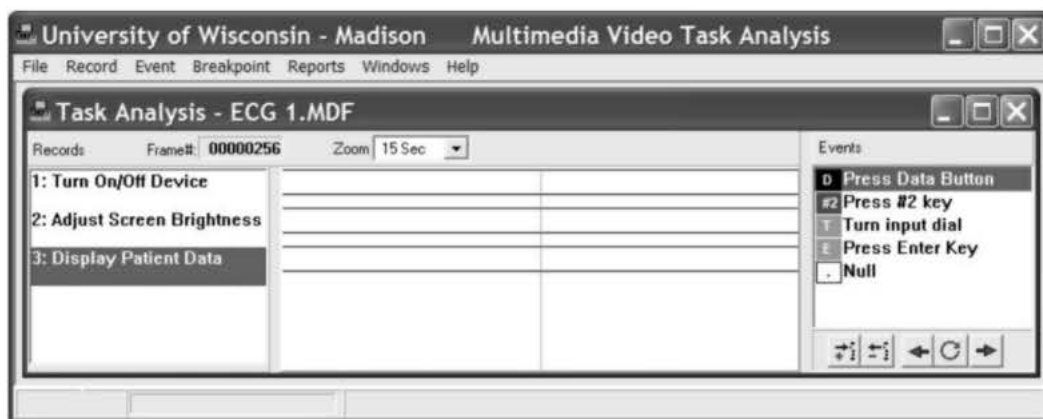 University of Wisconsin - Madison Multimedia Video Task Analysis
File Record Event Breakpoint Reports Windows Help
Task Analysis - ECG 1.MDF
Records Frame#: 00000256 Zoom 15 Sec
1: Turn On/Off Device
2: Adjust Screen Brightness
3: Display Patient Data
Events
D Press Data Button
#2 Press #2 key
T Turn input dial
E Press Enter Key
. Null